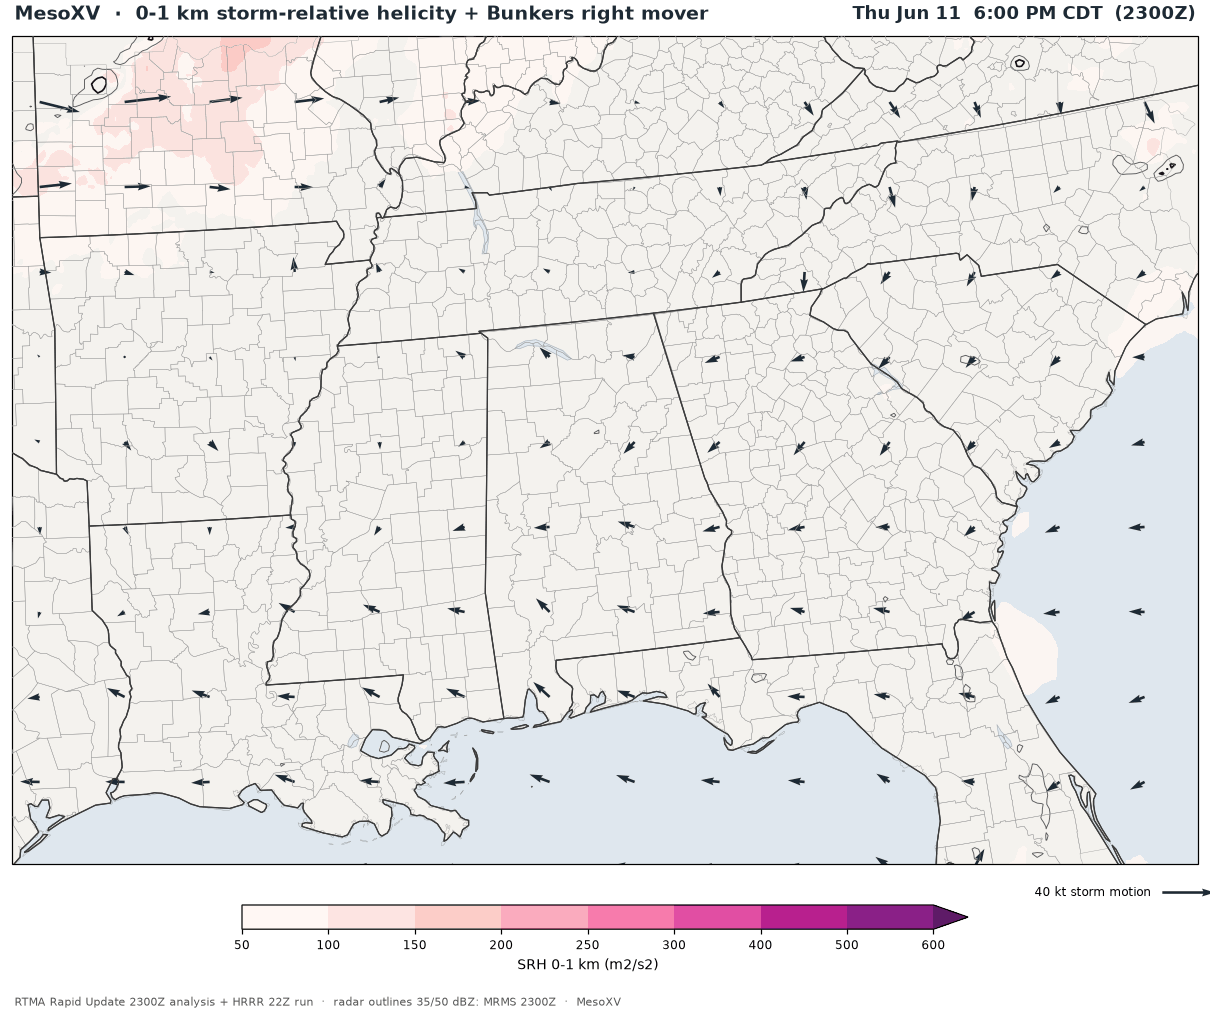 MesoXV · 0-1 km storm-relative helicity + Bunkers right mover
Thu Jun 11 6:00 PM CDT (2300Z)
40 kt storm motion
50 100 150 200 250 300 400 500 600
SRH 0-1 km (m2/s2)
RTMA Rapid Update 2300Z analysis + HRRR 22Z run · radar outlines 35/50 dBZ: MRMS 2300Z · MesoXV